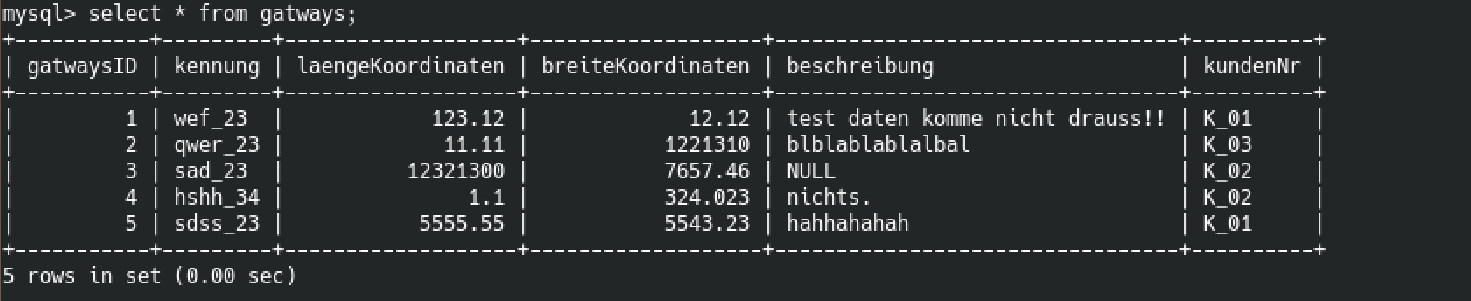 mysql> select * from gatways;
+-----------+---------+-------------------+-------------------+---------------------------------+----------+
| gatwaysID | kennung | laengeKoordinaten | breiteKoordinaten | beschreibung                    | kundenNr |
+-----------+---------+-------------------+-------------------+---------------------------------+----------+
|         1 | wef_23  |            123.12 |             12.12 | test daten komme nicht drauss!! | K_01     |
|         2 | qwer_23 |             11.11 |           1221310 | blblablablalbal                 | K_03     |
|         3 | sad_23  |          12321300 |           7657.46 | NULL                            | K_02     |
|         4 | hshh_34 |               1.1 |           324.023 | nichts.                         | K_02     |
|         5 | sdss_23 |           5555.55 |           5543.23 | hahhahahah                      | K_01     |
+-----------+---------+-------------------+-------------------+---------------------------------+----------+
5 rows in set (0.00 sec)